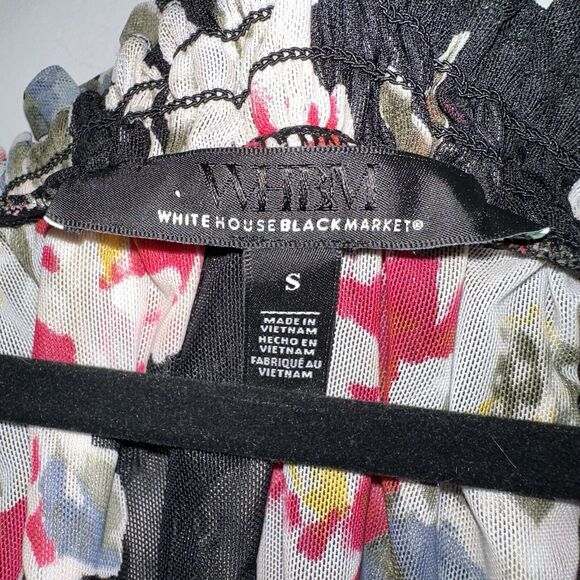 WHBM
WHITE HOUSE BLACK MARKET®
S
MADE IN
VIETNAM
HECHO EN
VIETNAM
FABRIQUÉ AU
VIETNAM